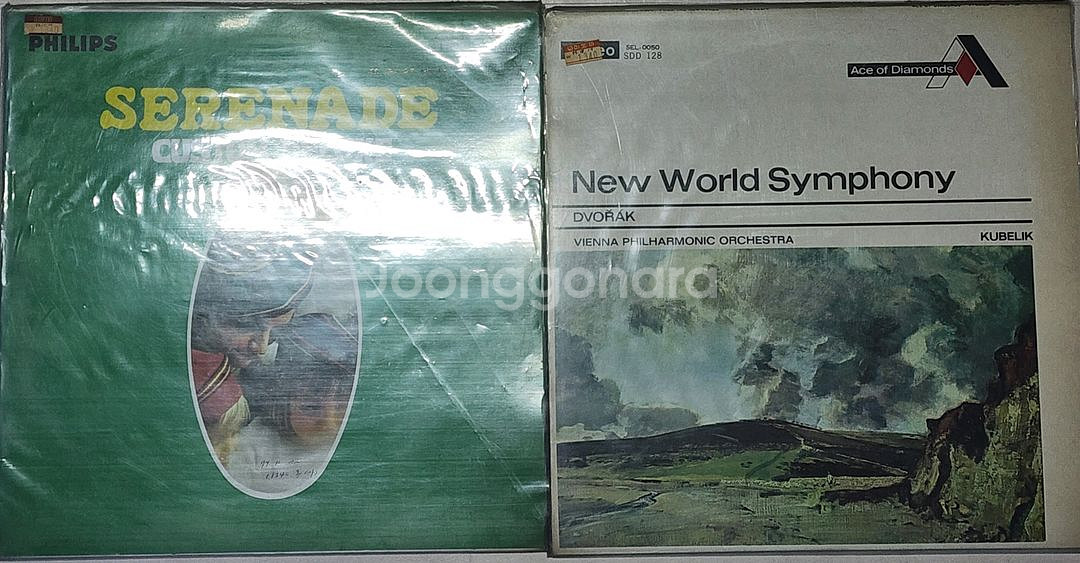 PHILIPS
SERENADE
SEL-0050
SDD 128
Ace of Diamonds
New World Symphony
DVOŘÁK
VIENNA PHILHARMONIC ORCHESTRA
KUBELIK
Joonggonara